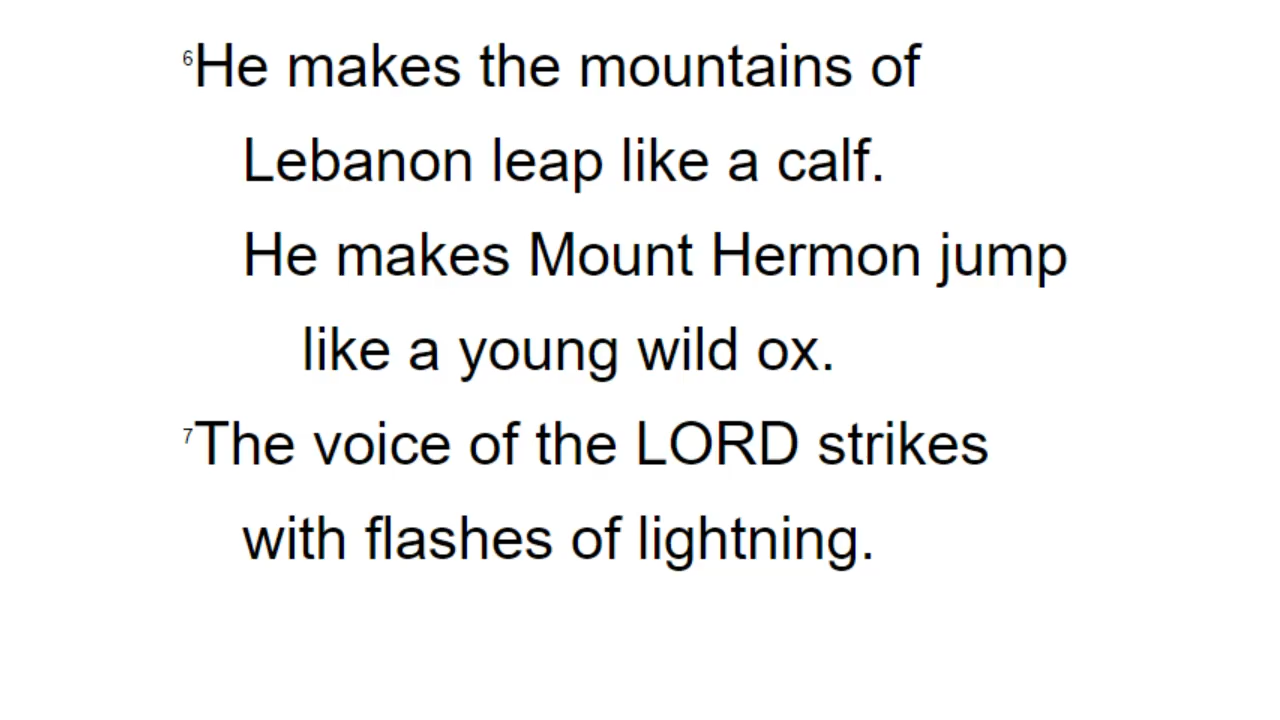 6He makes the mountains of
Lebanon leap like a calf.
He makes Mount Hermon jump
like a young wild ox.
7The voice of the LORD strikes
with flashes of lightning.